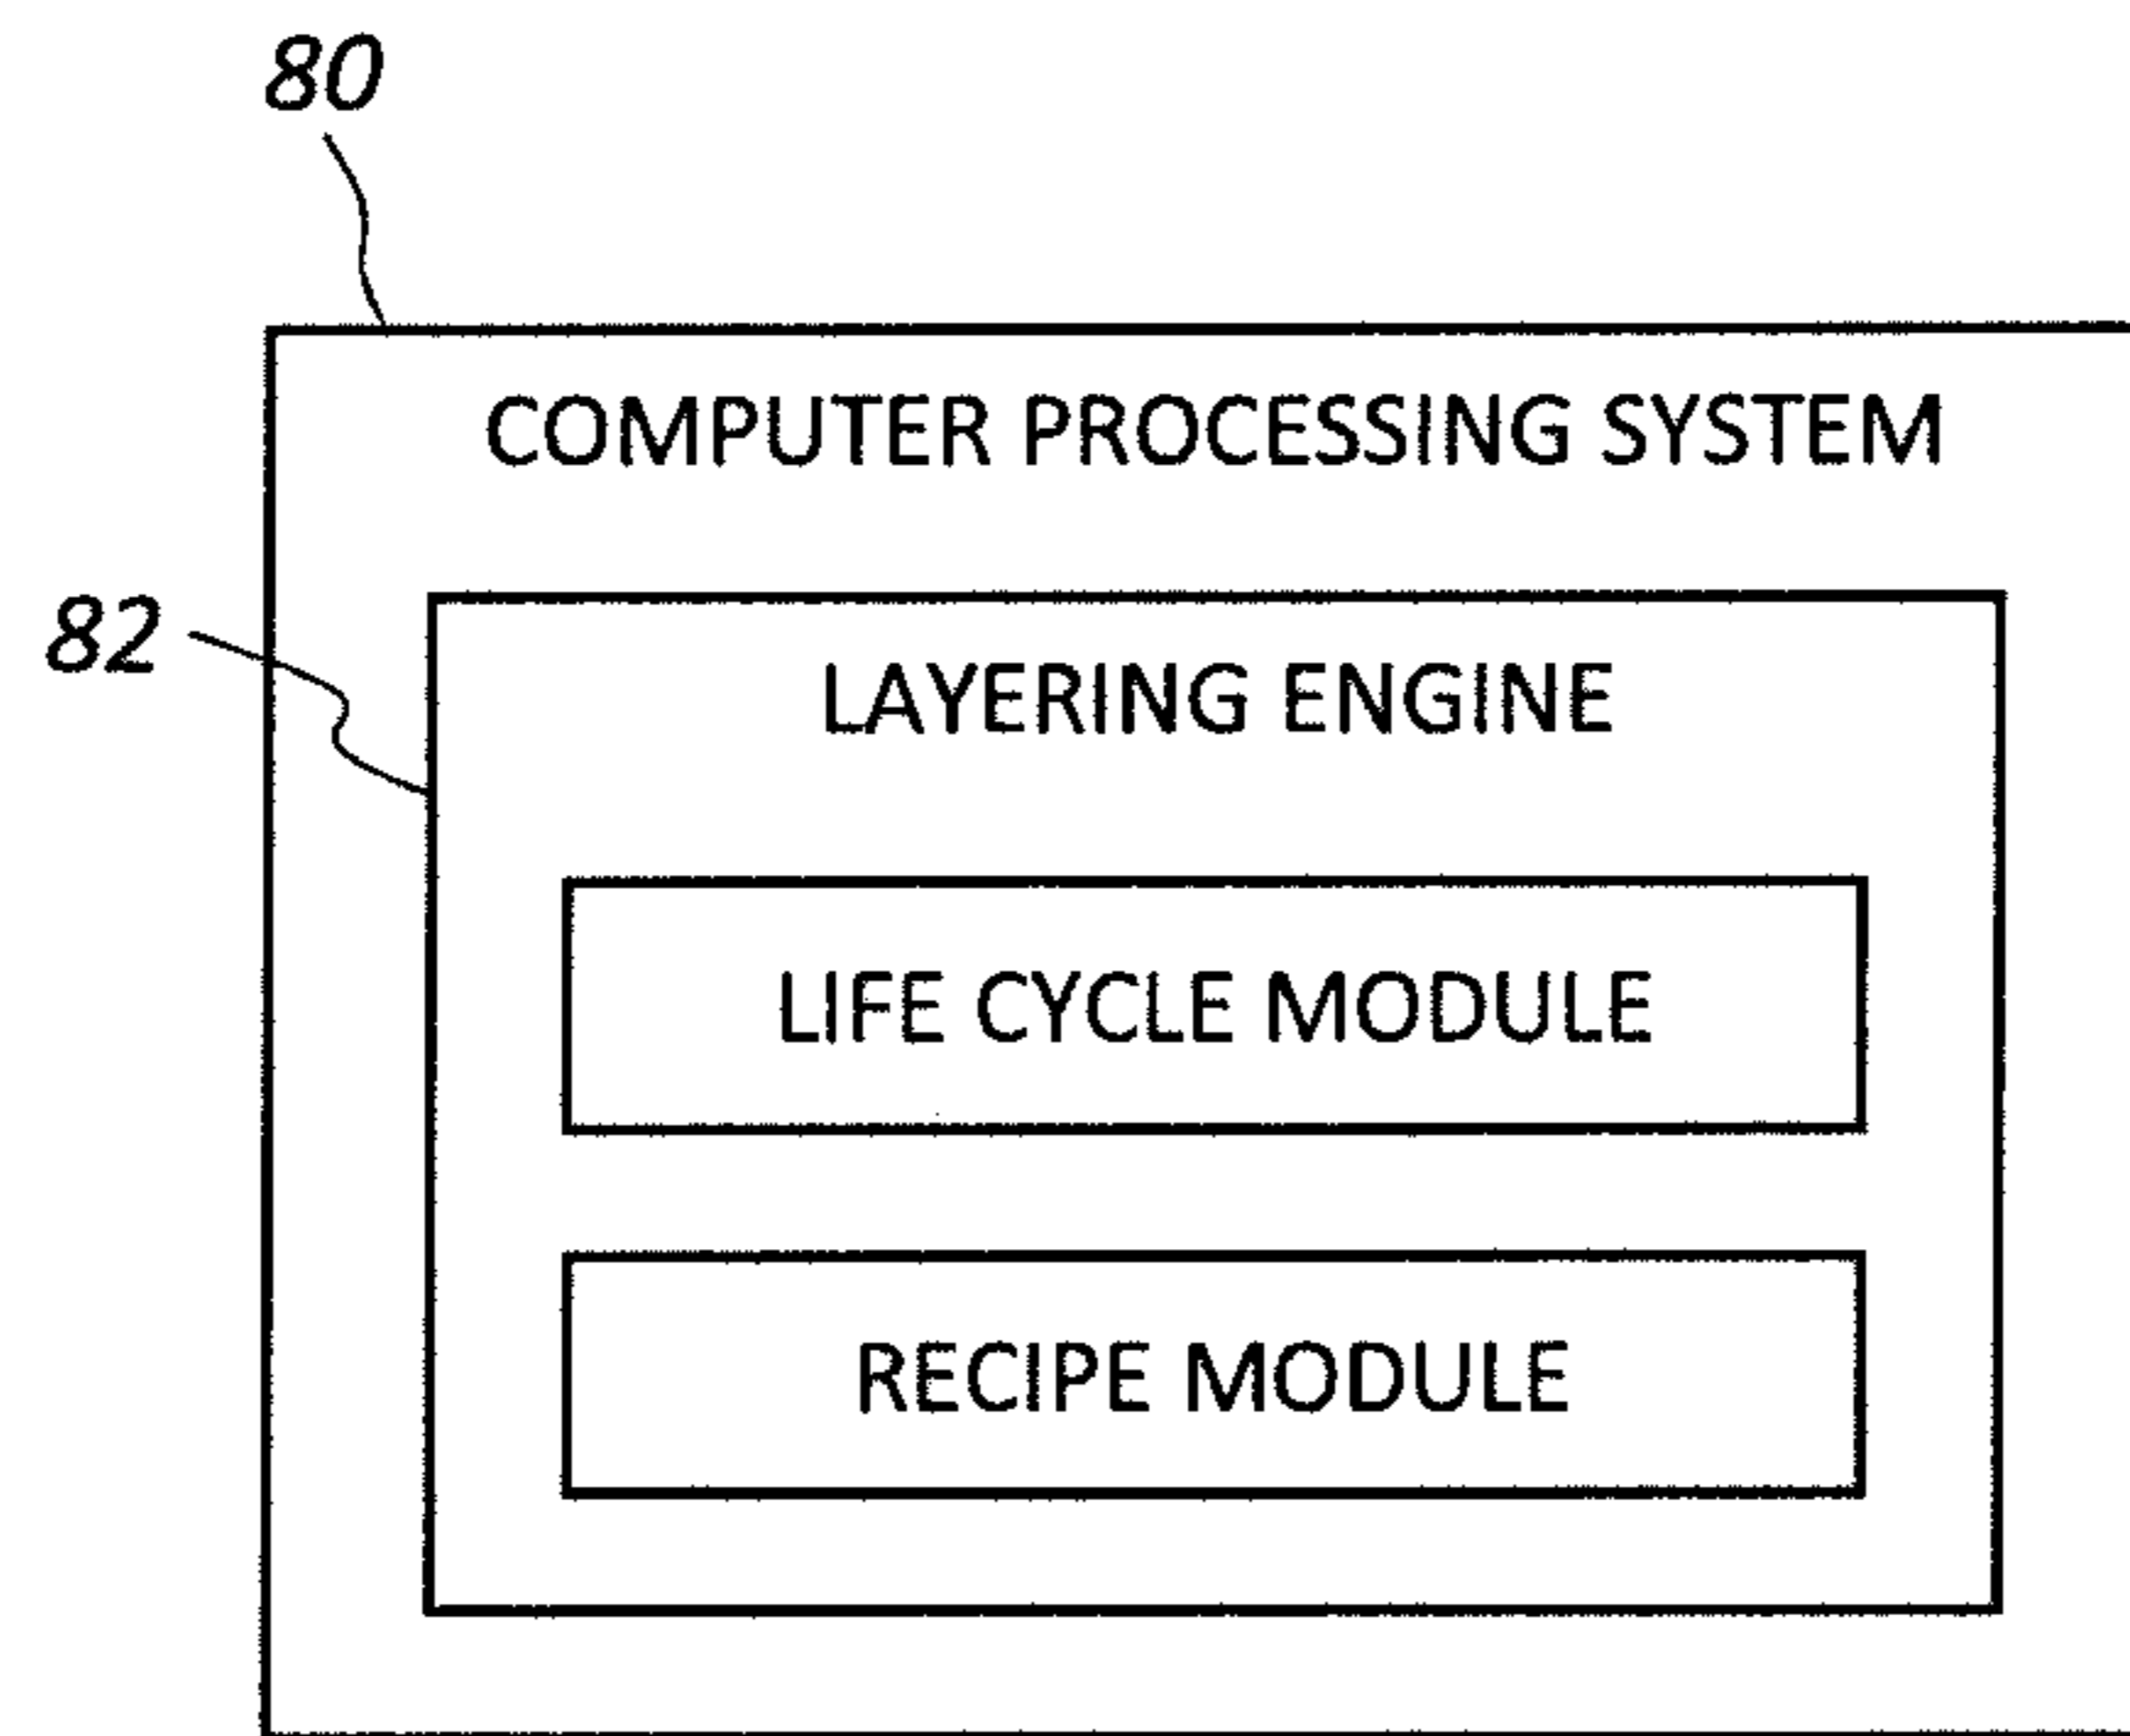 80
COMPUTER PROCESSING SYSTEM
82
LAYERING ENGINE
LIFE CYCLE MODULE
RECIPE MODULE